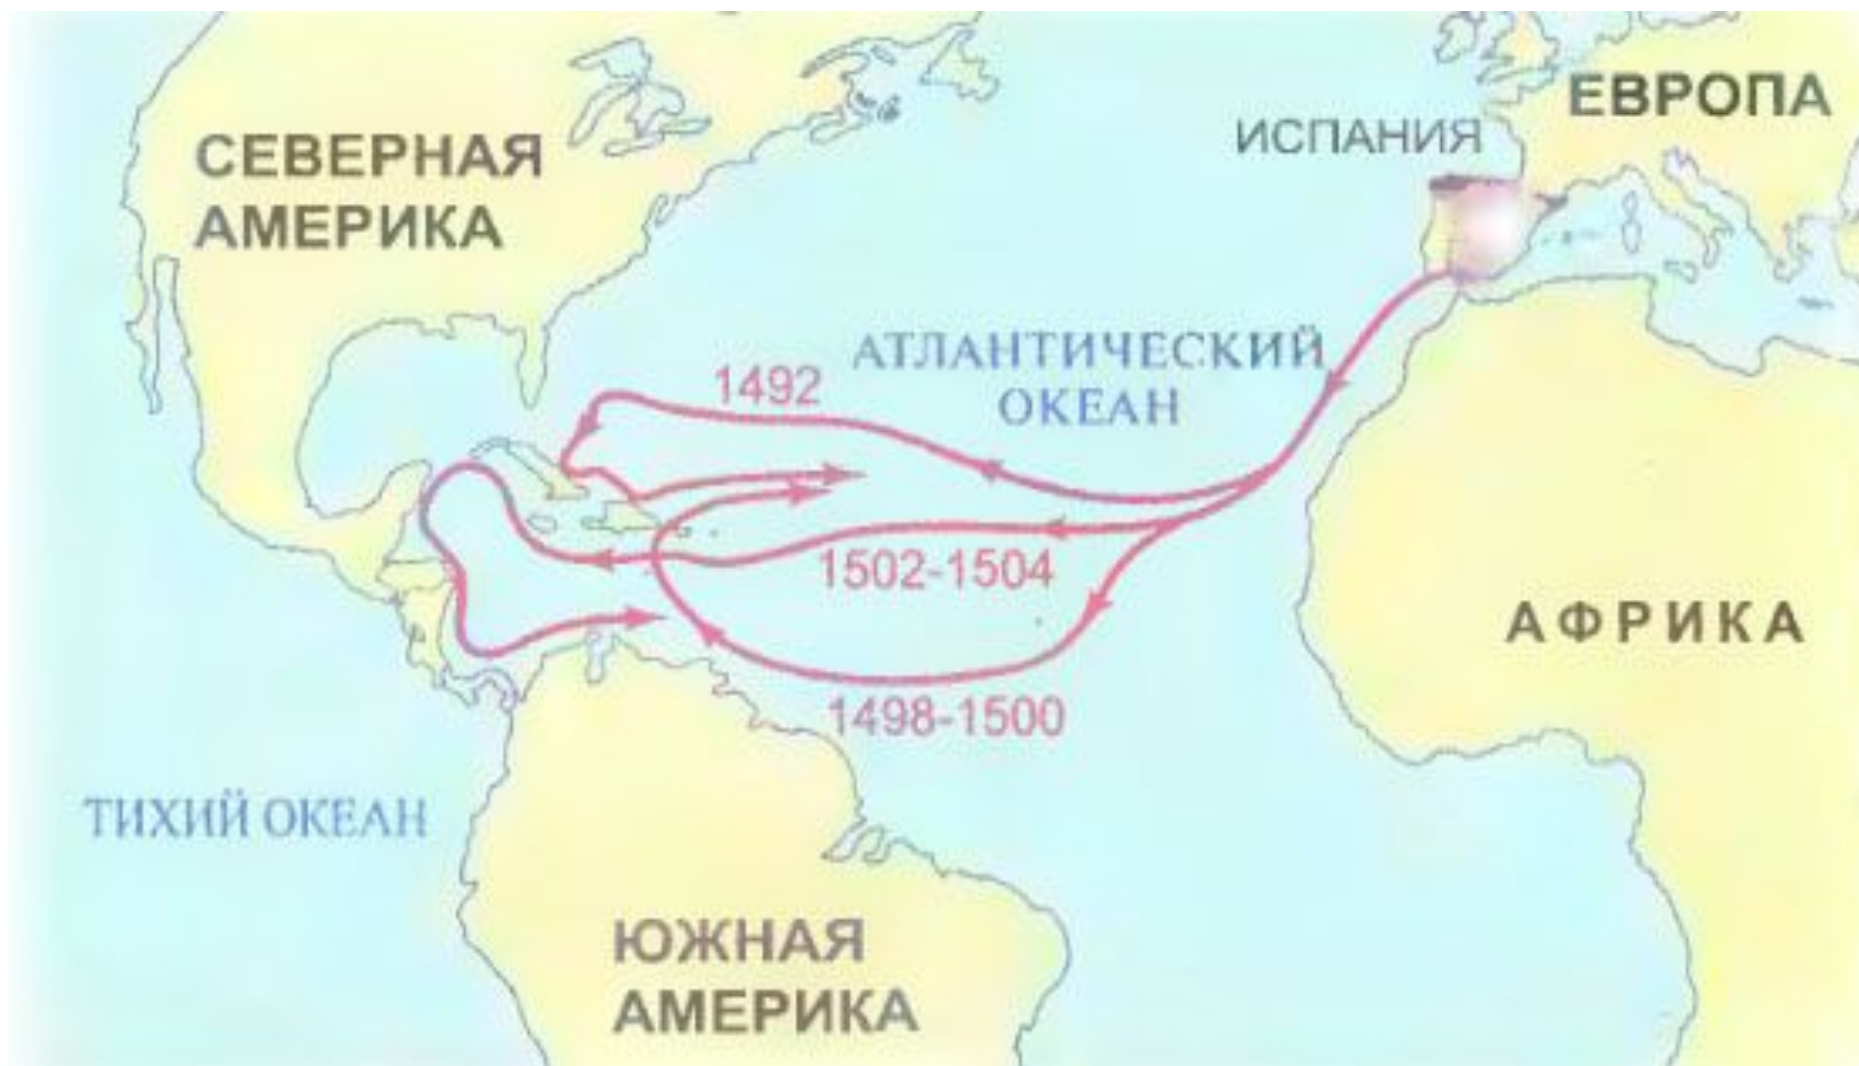 ЕВРОПА
ИСПАНИЯ
СЕВЕРНАЯ
АМЕРИКА
АТЛАНТИЧЕСКИЙ
ОКЕАН
1492
1502-1504
АФРИКА
1498-1500
ТИХИЙ ОКЕАН
ЮЖНАЯ
АМЕРИКА